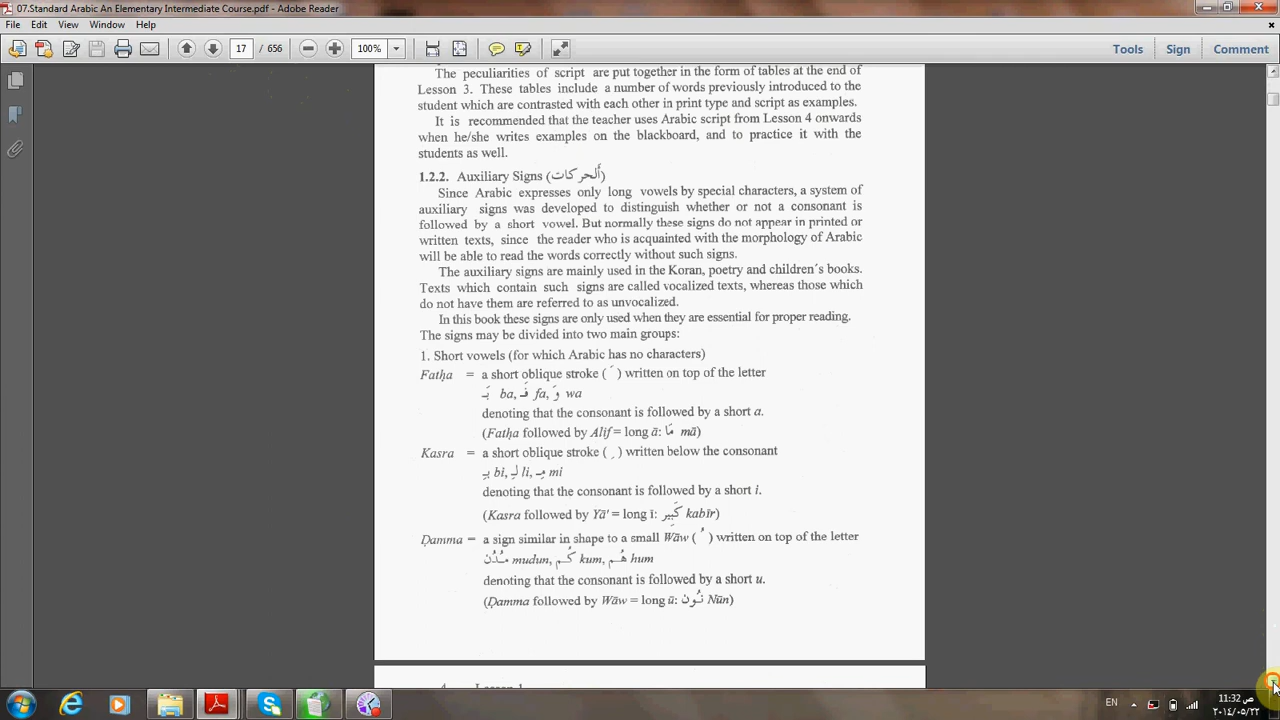 07.Standard Arabic An Elementary Intermediate Course.pdf - Adobe Reader
File Edit View Window Help
17 / 656 100% Tools Sign Comment
The peculiarities of script are put together in the form of tables at the end of
Lesson 3. These tables include a number of words previously introduced to the
student which are contrasted with each other in print type and script as examples.
It is recommended that the teacher uses Arabic script from Lesson 4 onwards
when he/she writes examples on the blackboard, and to practice it with the
students as well.
1.2.2. Auxiliary Signs (أَلحركات)
Since Arabic expresses only long vowels by special characters, a system of
auxiliary signs was developed to distinguish whether or not a consonant is
followed by a short vowel. But normally these signs do not appear in printed or
written texts, since the reader who is acquainted with the morphology of Arabic
will be able to read the words correctly without such signs.
The auxiliary signs are mainly used in the Koran, poetry and children´s books.
Texts which contain such signs are called vocalized texts, whereas those which
do not have them are referred to as unvocalized.
In this book these signs are only used when they are essential for proper reading.
The signs may be divided into two main groups:
1. Short vowels (for which Arabic has no characters)
Fatḥa = a short oblique stroke ( َ ) written on top of the letter
بَـ ba, فَـ fa, وَ wa
denoting that the consonant is followed by a short a.
(Fatḥa followed by Alif = long ā: مَا mā)
Kasra = a short oblique stroke ( ِ ) written below the consonant
بِـ bi, لِـ li, مِـ mi
denoting that the consonant is followed by a short i.
(Kasra followed by Yā' = long ī: كَبِير kabīr)
Ḍamma = a sign similar in shape to a small Wāw ( ُ ) written on top of the letter
مُـدُن mudun, كُـم kum, هُـم hum
denoting that the consonant is followed by a short u.
(Ḍamma followed by Wāw = long ū: نُـون Nūn)
EN
11:32 ص
٢٠١٤/٠٥/٢٢